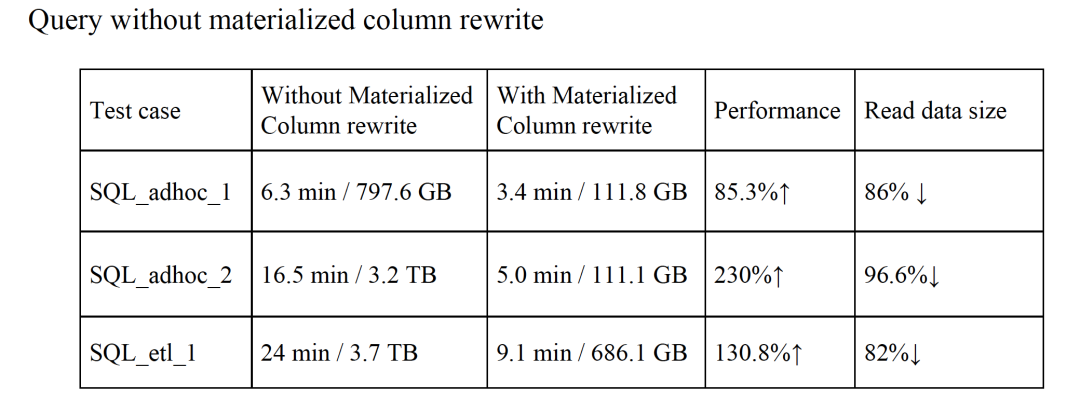 Query without materialized column rewrite
Test case
Without Materialized
Column rewrite
With Materialized
Column rewrite
Performance
Read data size
SQL_adhoc_1
6.3 min / 797.6 GB
3.4 min / 111.8 GB
85.3%↑
86% ↓
SQL_adhoc_2
16.5 min / 3.2 TB
5.0 min / 111.1 GB
230%↑
96.6%↓
SQL_etl_1
24 min / 3.7 TB
9.1 min / 686.1 GB
130.8%↑
82%↓